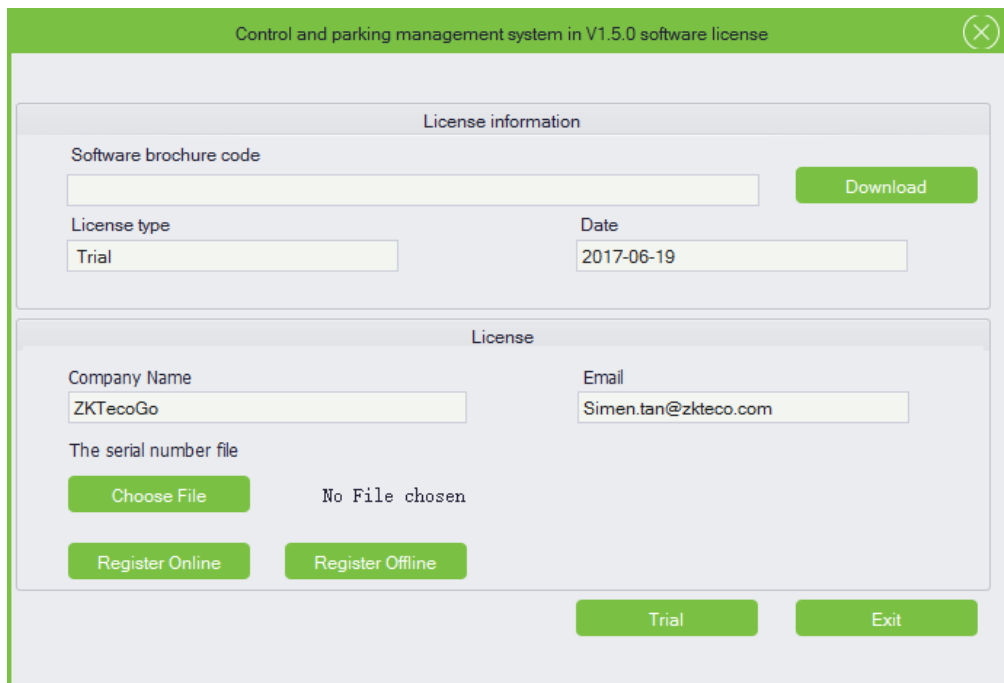 Control and parking management system in V1.5.0 software license
License information
Software brochure code
Download
License type
Date
Trial
2017-06-19
License
Company Name
Email
ZKTecoGo
Simen.tan@zkteco.com
The serial number file
Choose File
No File chosen
Register Online
Register Offline
Trial
Exit